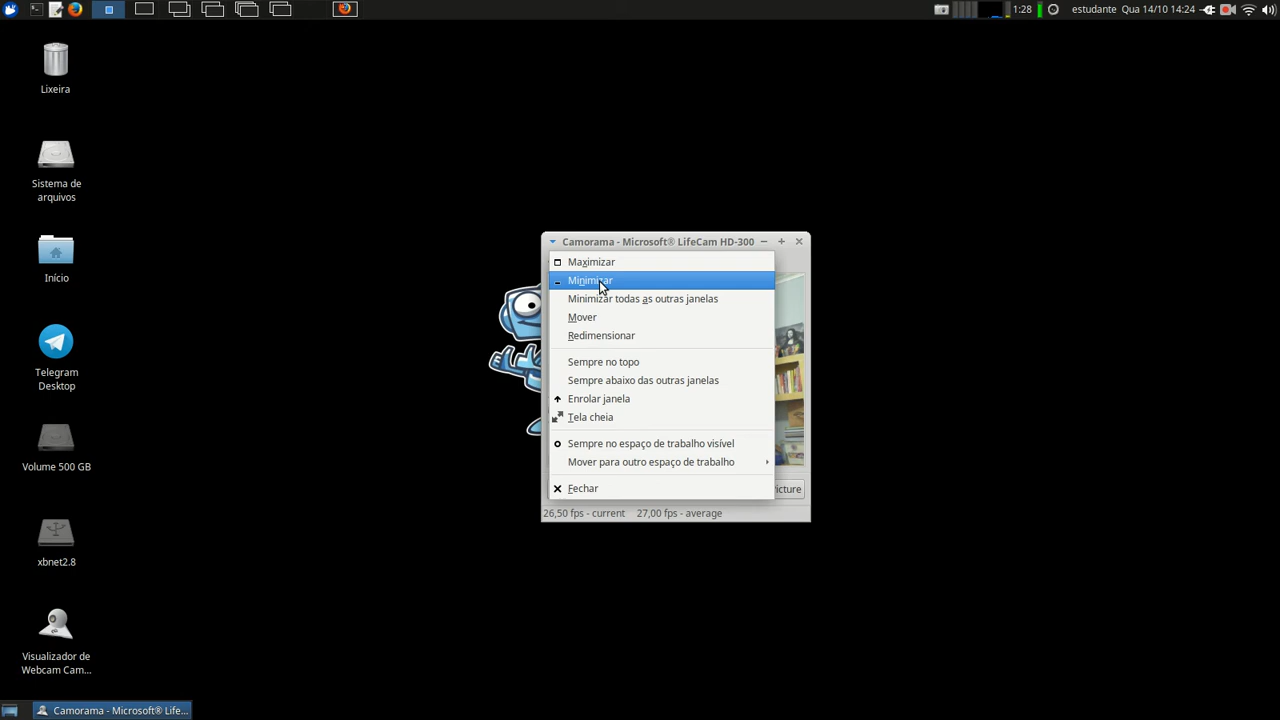 1:28
estudante Qua 14/10 14:24
Lixeira
Sistema de
arquivos
Início
Telegram
Desktop
Volume 500 GB
xbnet2.8
Visualizador de
Webcam Cam...
Camorama - Microsoft® LifeCam HD-300
Maximizar
Minimizar
Minimizar todas as outras janelas
Mover
Redimensionar
Sempre no topo
Sempre abaixo das outras janelas
Enrolar janela
Tela cheia
Sempre no espaço de trabalho visível
Mover para outro espaço de trabalho
Fechar
icture
26,50 fps - current 27,00 fps - average
Camorama - Microsoft® Life...